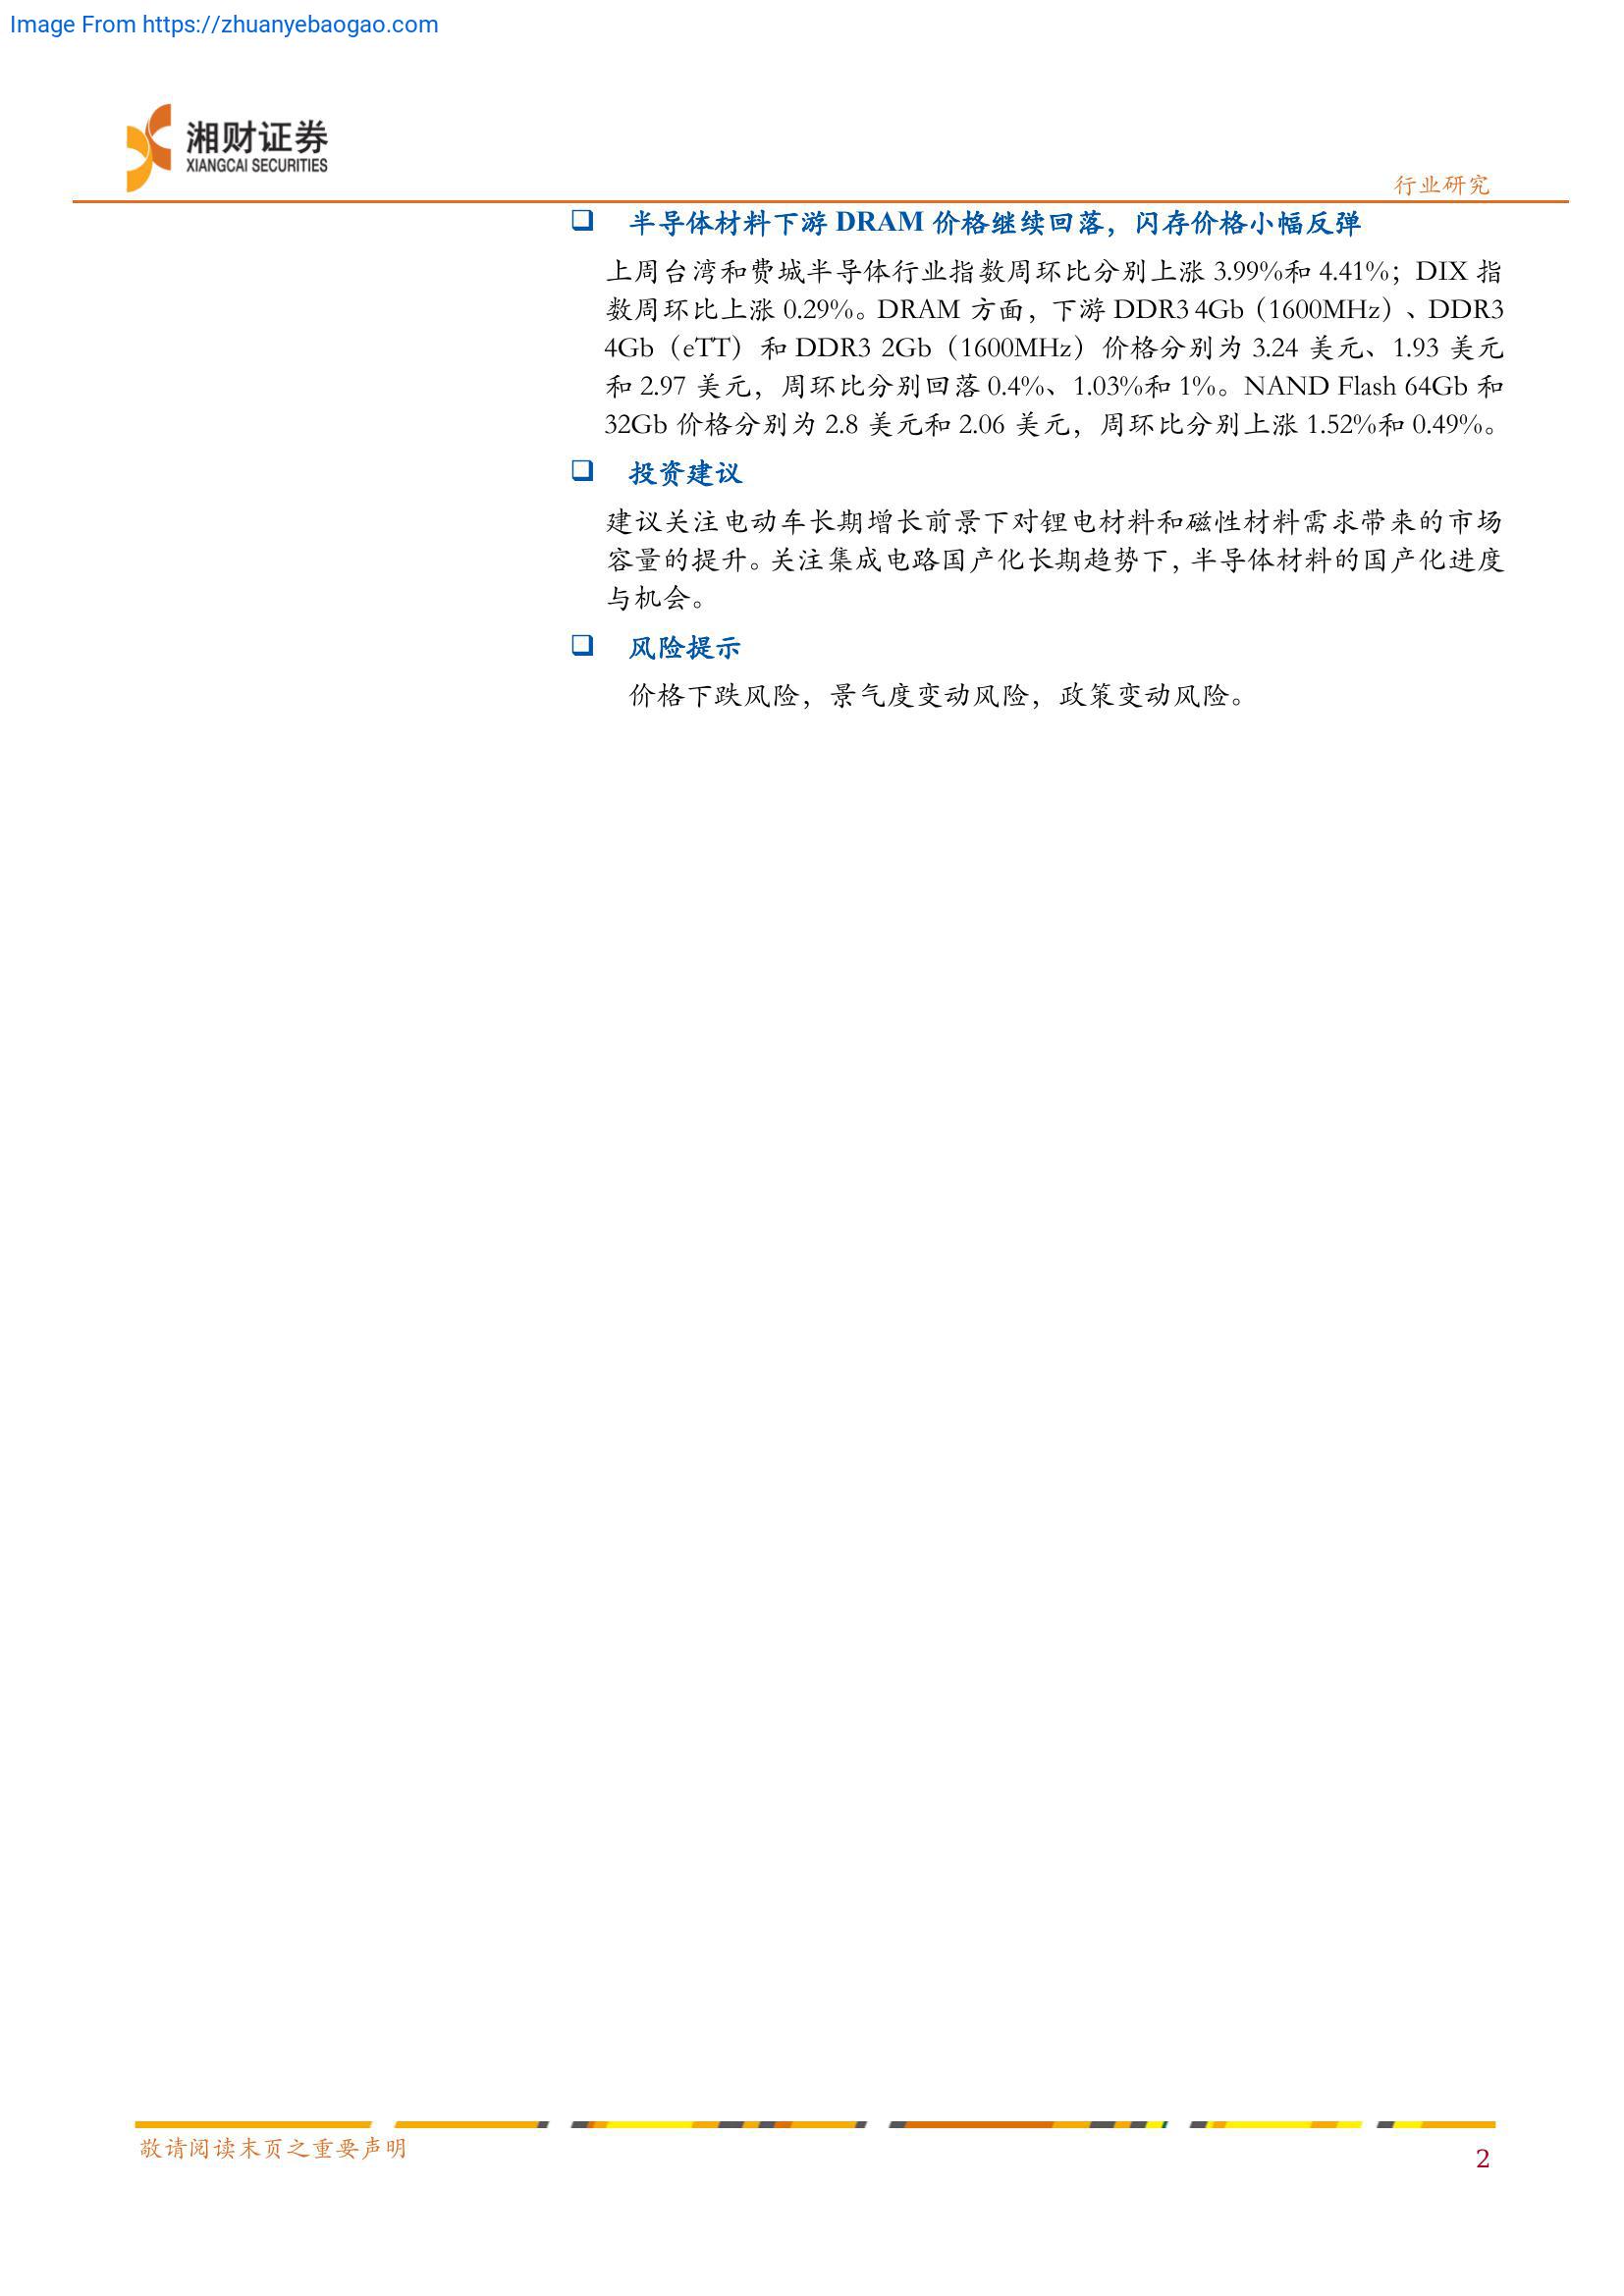 Image From https://zhuanyebaogao.com
湘财证券
XIANGCAI SECURITIES
行业研究
❑ 半导体材料下游 DRAM 价格继续回落，闪存价格小幅反弹
上周台湾和费城半导体行业指数周环比分别上涨 3.99%和 4.41%；DIX 指
数周环比上涨 0.29%。DRAM 方面，下游 DDR3 4Gb（1600MHz）、DDR3
4Gb（eTT）和 DDR3 2Gb（1600MHz）价格分别为 3.24 美元、1.93 美元
和 2.97 美元，周环比分别回落 0.4%、1.03%和 1%。NAND Flash 64Gb 和
32Gb 价格分别为 2.8 美元和 2.06 美元，周环比分别上涨 1.52%和 0.49%。
❑ 投资建议
建议关注电动车长期增长前景下对锂电材料和磁性材料需求带来的市场
容量的提升。关注集成电路国产化长期趋势下，半导体材料的国产化进度
与机会。
❑ 风险提示
价格下跌风险，景气度变动风险，政策变动风险。
敬请阅读末页之重要声明
2